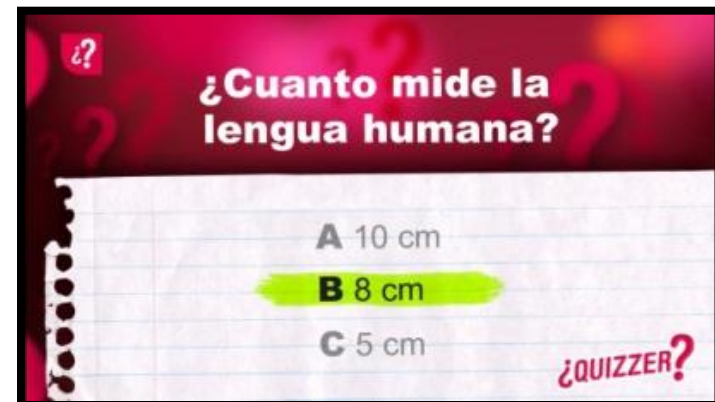 ¿?
¿Cuanto mide la
lengua humana?
A 10 cm
B 8 cm
C 5 cm
¿QUIZZER?